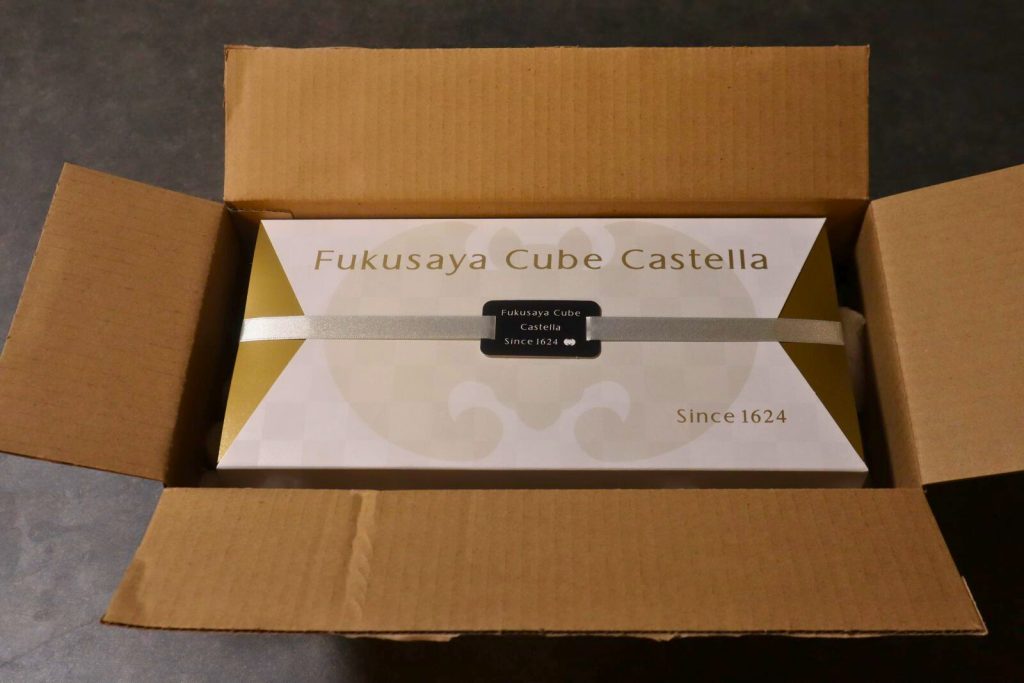 Fukusaya Cube Castella
Fukusaya Cube
Castella
Since 1624
Since 1624